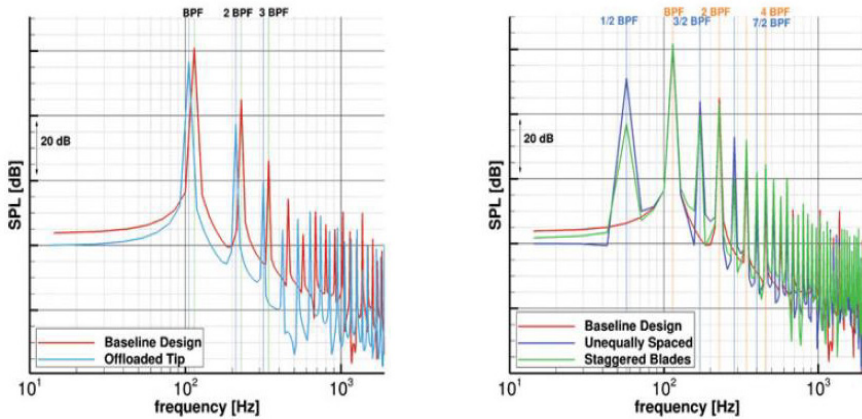 BPF 2 BPF 3 BPF
20 dB
SPL [dB]
Baseline Design
Offloaded Tip
10¹ 10² 10³
frequency [Hz]
BPF 2 BPF 4 BPF
1/2 BPF 3/2 BPF 7/2 BPF
20 dB
SPL [dB]
Baseline Design
Unequally Spaced
Staggered Blades
10¹ 10² 10³
frequency [Hz]